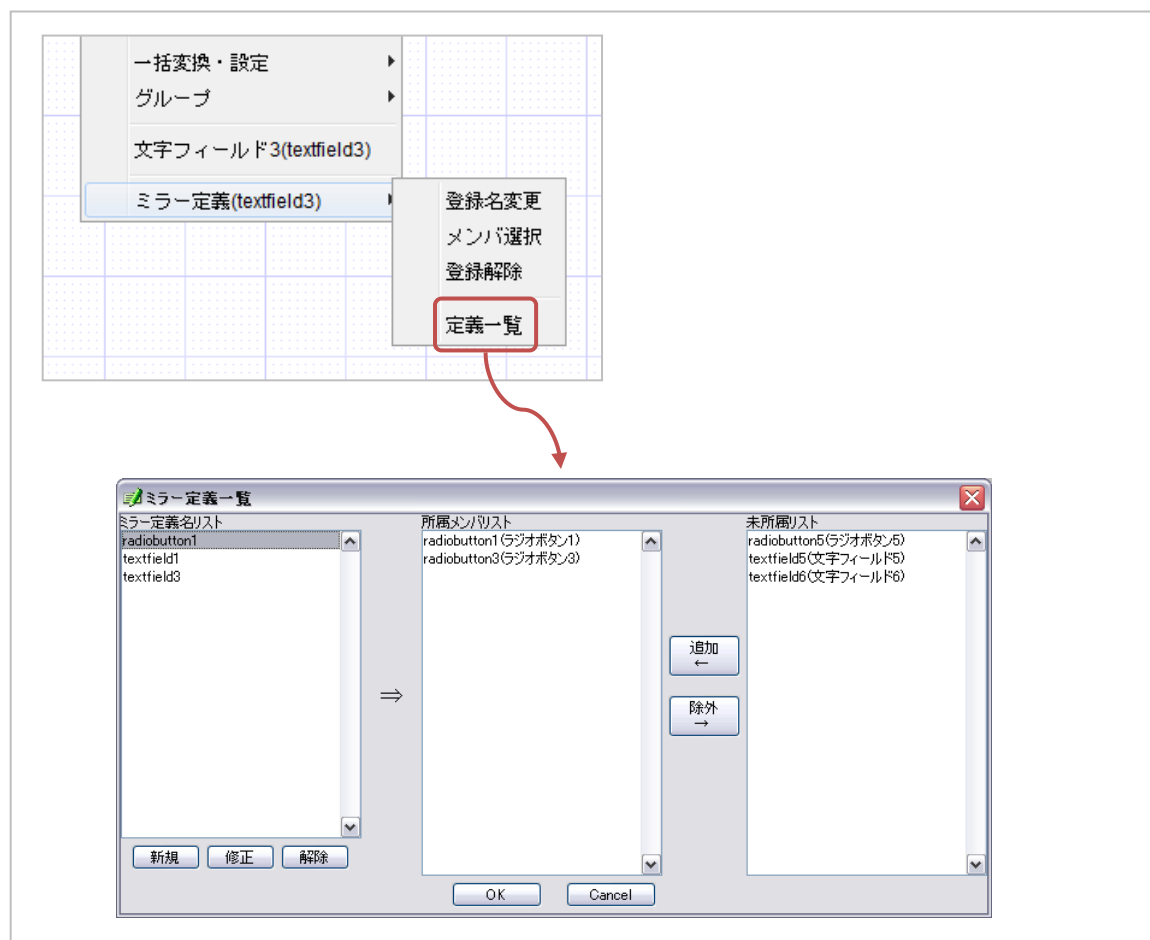 一括変換・設定
グループ
文字フィールド3(textfield3)
ミラー定義(textfield3)
登録名変更
メンバ選択
登録解除
定義一覧
ミラー定義一覧
ミラー定義名リスト
radiobutton1
textfield1
textfield3
新規
修正
解除
⇒
所属メンバリスト
radiobutton1(ラジオボタン1)
radiobutton3(ラジオボタン3)
追加
←
除外
→
未所属リスト
radiobutton5(ラジオボタン5)
textfield5(文字フィールド5)
textfield6(文字フィールド6)
OK
Cancel